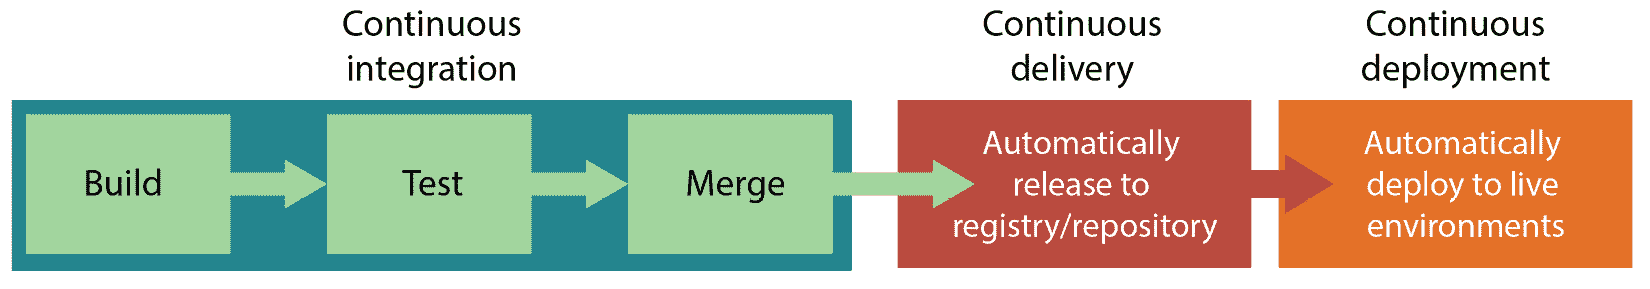 Continuous
integration
Build
Test
Merge
Continuous
delivery
Automatically
release to
registry/repository
Continuous
deployment
Automatically
deploy to live
environments